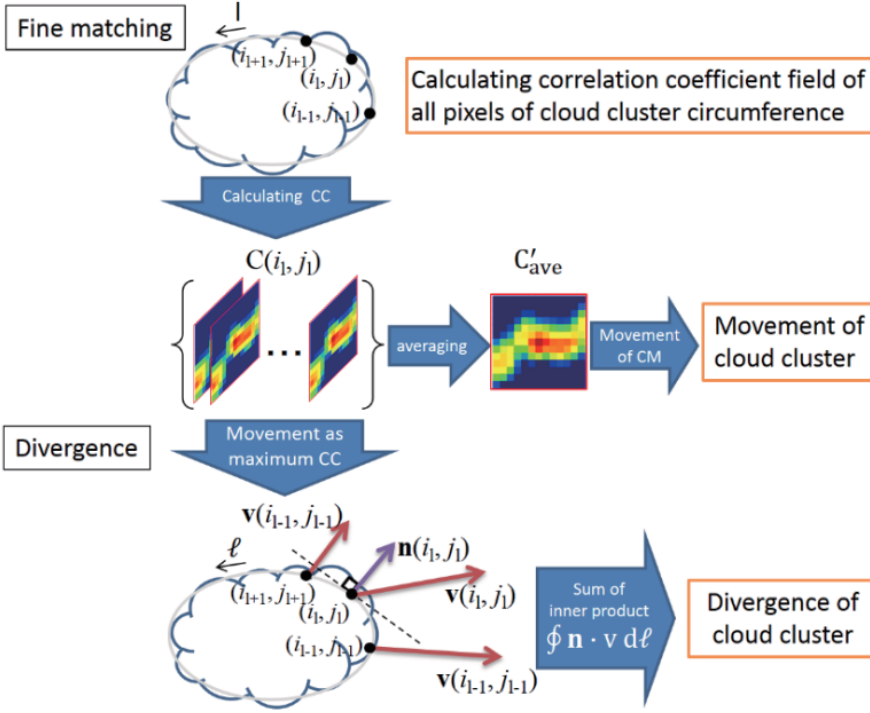 Fine matching
l
(i_{l+1}, j_{l+1})
(i_l, j_l)
(i_{l-1}, j_{l-1})
Calculating correlation coefficient field of
all pixels of cloud cluster circumference
Calculating CC
C(i_l, j_l)
C′_{ave}
...
averaging
Movement
of CM
Movement of
cloud cluster
Divergence
Movement as
maximum CC
v(i_{l-1}, j_{l-1})
ℓ
n(i_l, j_l)
(i_{l+1}, j_{l+1})
(i_l, j_l)
v(i_l, j_l)
(i_{l-1}, j_{l-1})
v(i_{l-1}, j_{l-1})
Sum of
inner product
∮ n · v dℓ
Divergence of
cloud cluster